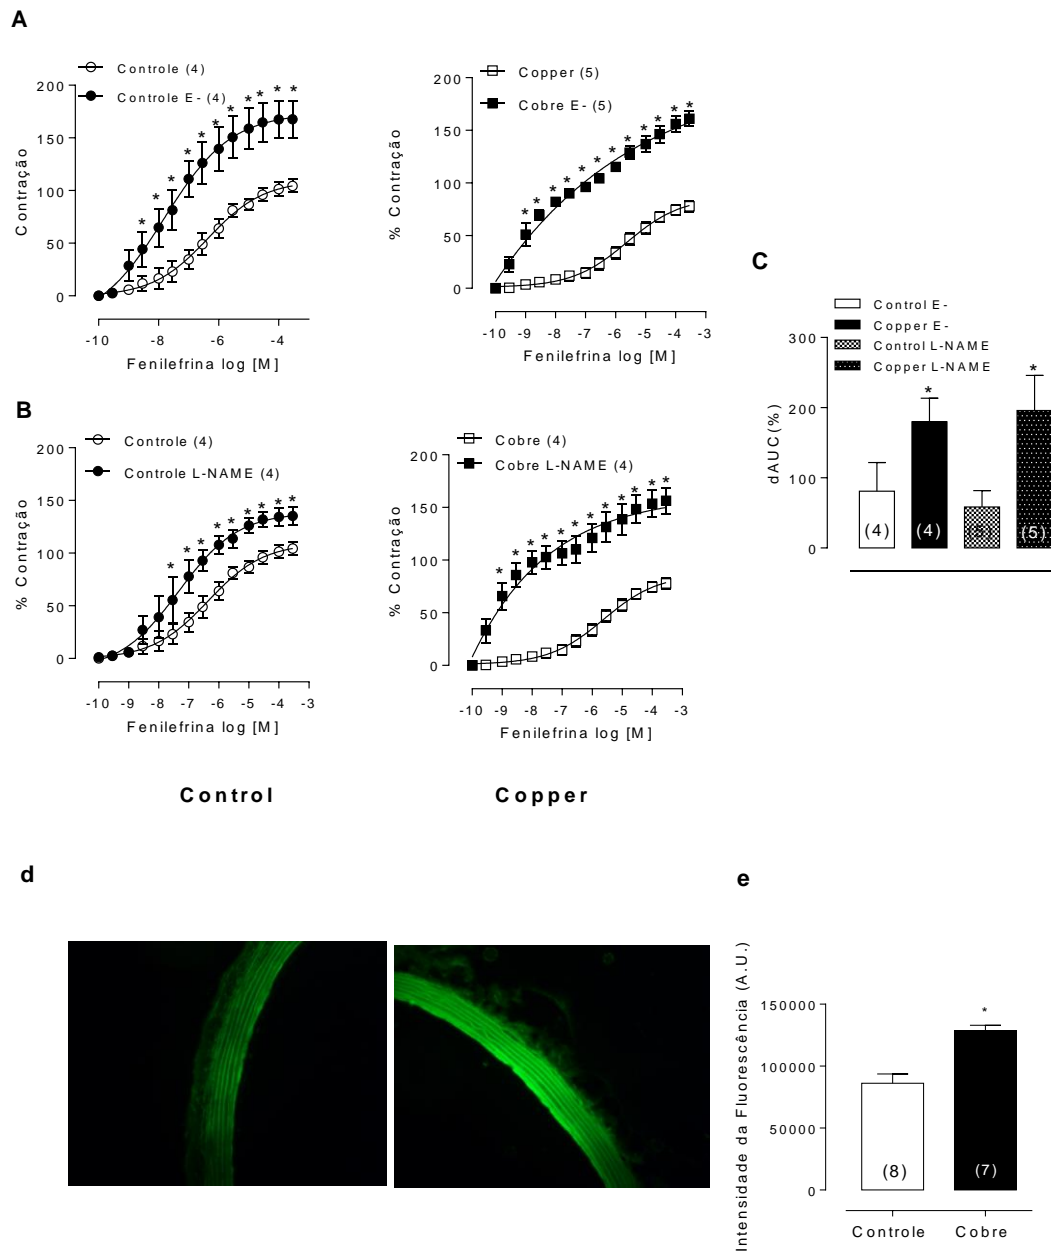 A
Controle (4)
Controle E- (4)
Contração
200
150
100
50
0
-10
-8
-6
-4
Fenilefrina log [M]
Copper (5)
Cobre E- (5)
% Contração
200
150
100
50
0
-10
-9
-8
-7
-6
-5
-4
-3
Fenilefrina log [M]
B
Controle (4)
Controle L-NAME (4)
% Contração
200
150
100
50
0
-10
-9
-8
-7
-6
-5
-4
-3
Fenilefrina log [M]
Cobre (4)
Cobre L-NAME (4)
% Contração
200
150
100
50
0
-10
-9
-8
-7
-6
-5
-4
-3
Fenilefrina log [M]
C
Control E-
Copper E-
Control L-NAME
Copper L-NAME
dAUC(%)
300
200
100
0
*
*
(4)
(4)
(5)
Control
Copper
d
e
Intensidade da Fluorescência (A.U.)
150000
100000
50000
0
*
(8)
(7)
Controle
Cobre